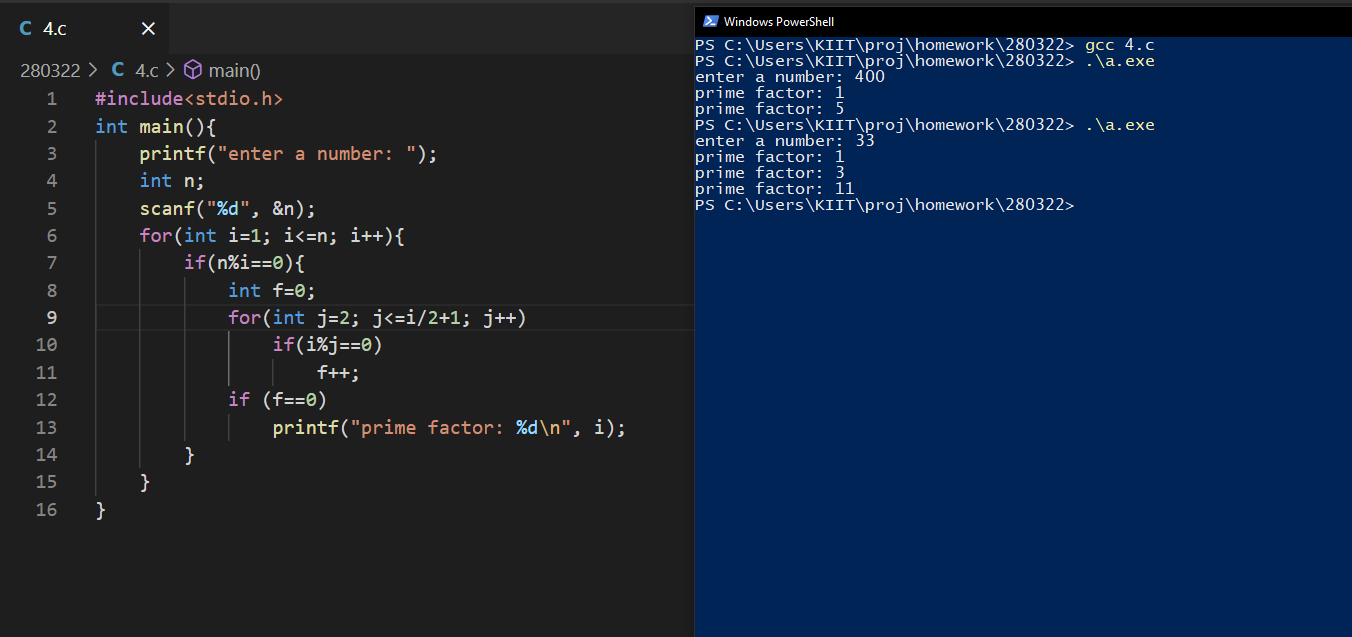 C 4.c ×
280322 > C 4.c > main()
1 #include<stdio.h>
2 int main(){
3     printf("enter a number: ");
4     int n;
5     scanf("%d", &n);
6     for(int i=1; i<=n; i++){
7         if(n%i==0){
8             int f=0;
9             for(int j=2; j<=i/2+1; j++)
10                 if(i%j==0)
11                     f++;
12             if (f==0)
13                 printf("prime factor: %d\n", i);
14         }
15     }
16 }
Windows PowerShell
PS C:\Users\KIIT\proj\homework\280322> gcc 4.c
PS C:\Users\KIIT\proj\homework\280322> .\a.exe
enter a number: 400
prime factor: 1
prime factor: 5
PS C:\Users\KIIT\proj\homework\280322> .\a.exe
enter a number: 33
prime factor: 1
prime factor: 3
prime factor: 11
PS C:\Users\KIIT\proj\homework\280322>